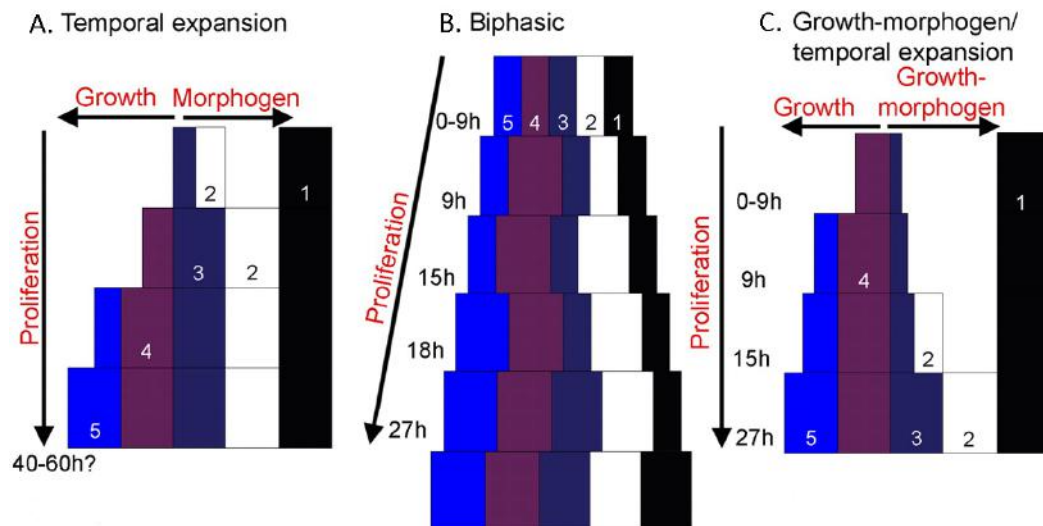 A. Temporal expansion
Growth Morphogen
Proliferation
2
1
3 2
4
5
40-60h?
B. Biphasic
Proliferation
0-9h 5 4 3 2 1
9h
15h
18h
27h
C. Growth-morphogen/
temporal expansion
Growth-
Growth morphogen
Proliferation
0-9h
1
9h
4
15h
2
27h 5 3 2